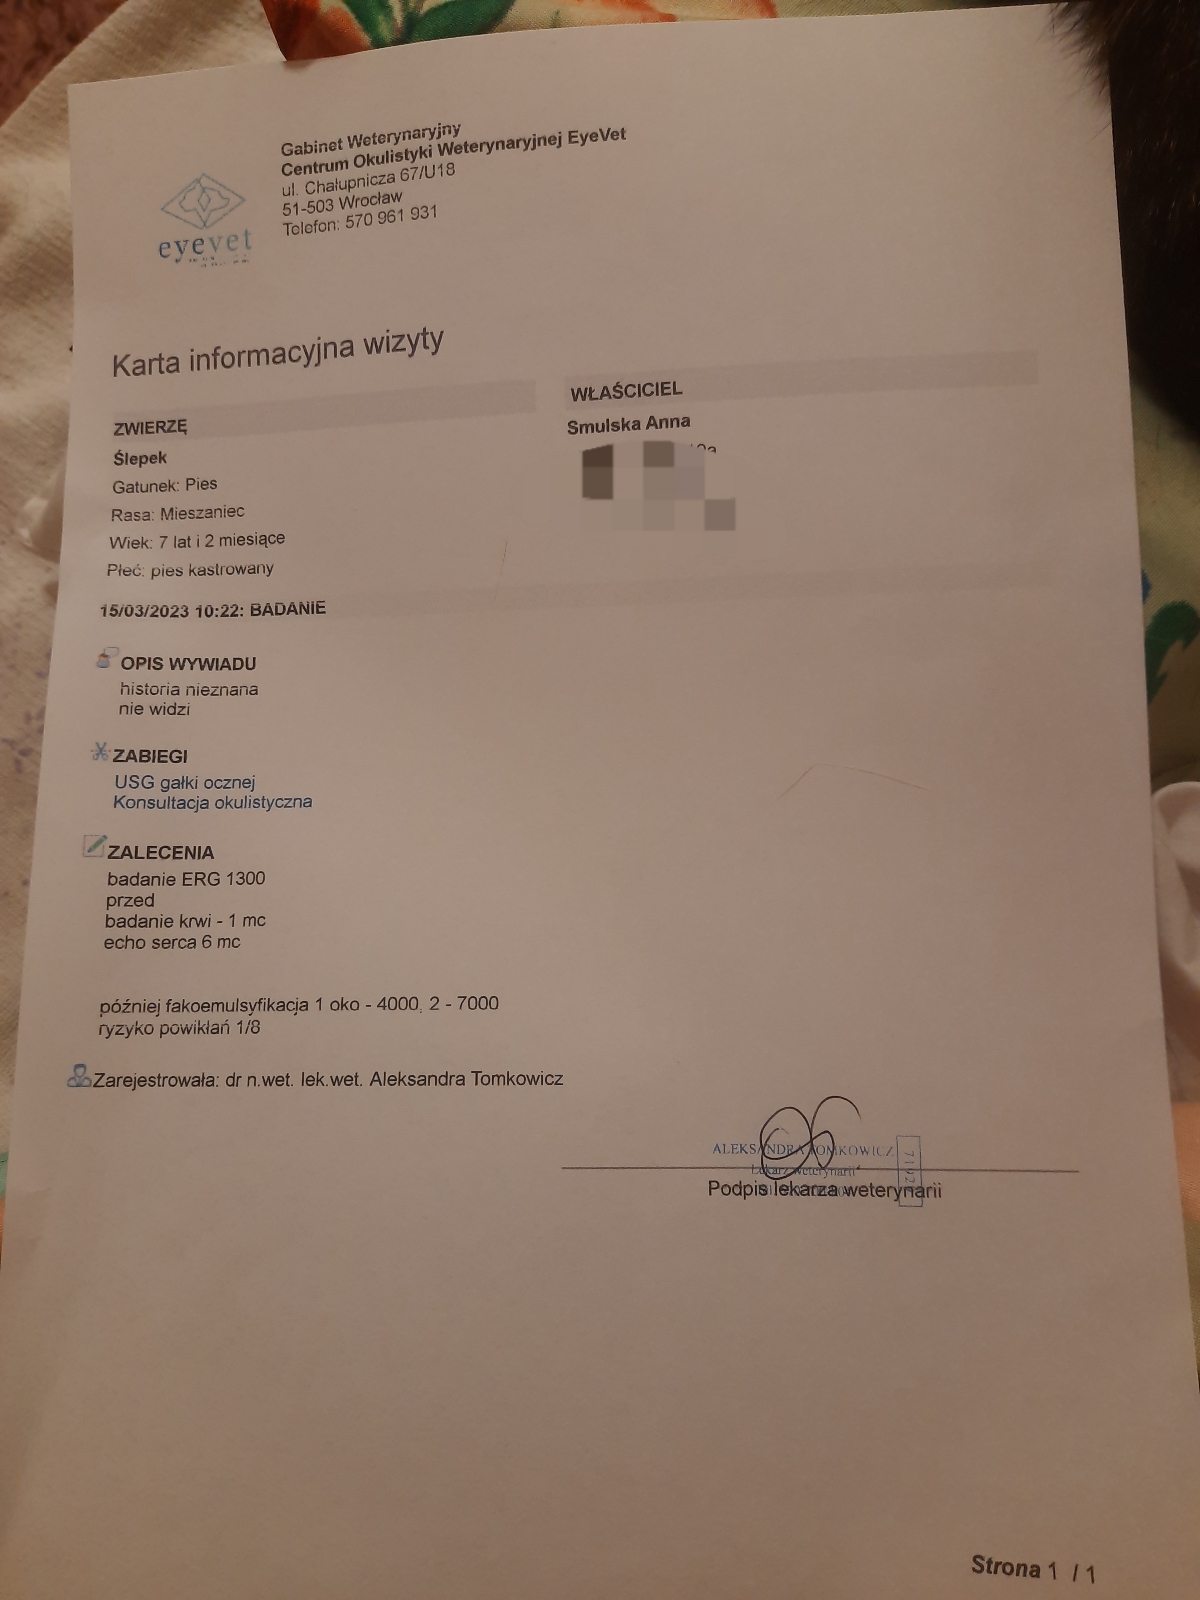 Gabinet Weterynaryjny
Centrum Okulistyki Weterynaryjnej EyeVet
ul. Chałupnicza 67/U18
51-503 Wrocław
Telefon: 570 961 931
eyevet
Karta informacyjna wizyty
ZWIERZĘ
Ślepek
Gatunek: Pies
Rasa: Mieszaniec
Wiek: 7 lat i 2 miesiące
Płeć: pies kastrowany
WŁAŚCICIEL
Smulska Anna
15/03/2023 10:22: BADANIE
OPIS WYWIADU
historia nieznana
nie widzi
ZABIEGI
USG gałki ocznej
Konsultacja okulistyczna
ZALECENIA
badanie ERG 1300
przed
badanie krwi - 1 mc
echo serca 6 mc
później fakoemulsyfikacja 1 oko - 4000, 2 - 7000
ryzyko powikłań 1/8
Zarejestrowała: dr n.wet. lek.wet. Aleksandra Tomkowicz
ALEKSANDRA TOMKOWICZ
Lekarz weterynarii
Podpis lekarza weterynarii
Strona 1 / 1